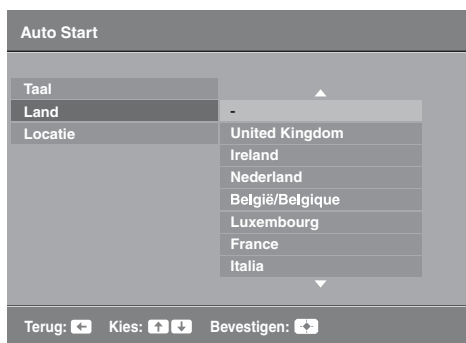 Auto Start
Taal
Land
Locatie
-
United Kingdom
Ireland
Nederland
België/Belgique
Luxembourg
France
Italia
Terug: Kies: Bevestigen: